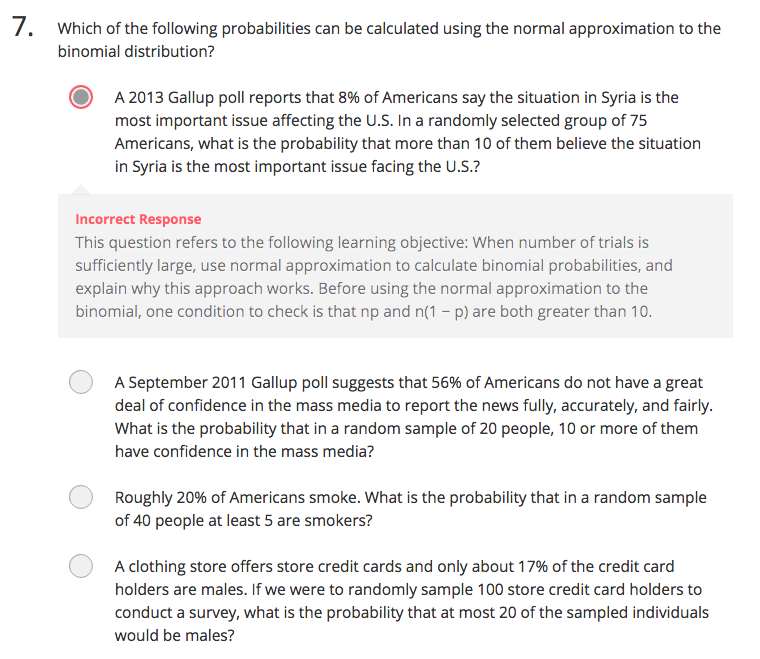 7. Which of the following probabilities can be calculated using the normal approximation to the
binomial distribution?
A 2013 Gallup poll reports that 8% of Americans say the situation in Syria is the
most important issue affecting the U.S. In a randomly selected group of 75
Americans, what is the probability that more than 10 of them believe the situation
in Syria is the most important issue facing the U.S.?
Incorrect Response
This question refers to the following learning objective: When number of trials is
sufficiently large, use normal approximation to calculate binomial probabilities, and
explain why this approach works. Before using the normal approximation to the
binomial, one condition to check is that np and n(1 − p) are both greater than 10.
A September 2011 Gallup poll suggests that 56% of Americans do not have a great
deal of confidence in the mass media to report the news fully, accurately, and fairly.
What is the probability that in a random sample of 20 people, 10 or more of them
have confidence in the mass media?
Roughly 20% of Americans smoke. What is the probability that in a random sample
of 40 people at least 5 are smokers?
A clothing store offers store credit cards and only about 17% of the credit card
holders are males. If we were to randomly sample 100 store credit card holders to
conduct a survey, what is the probability that at most 20 of the sampled individuals
would be males?